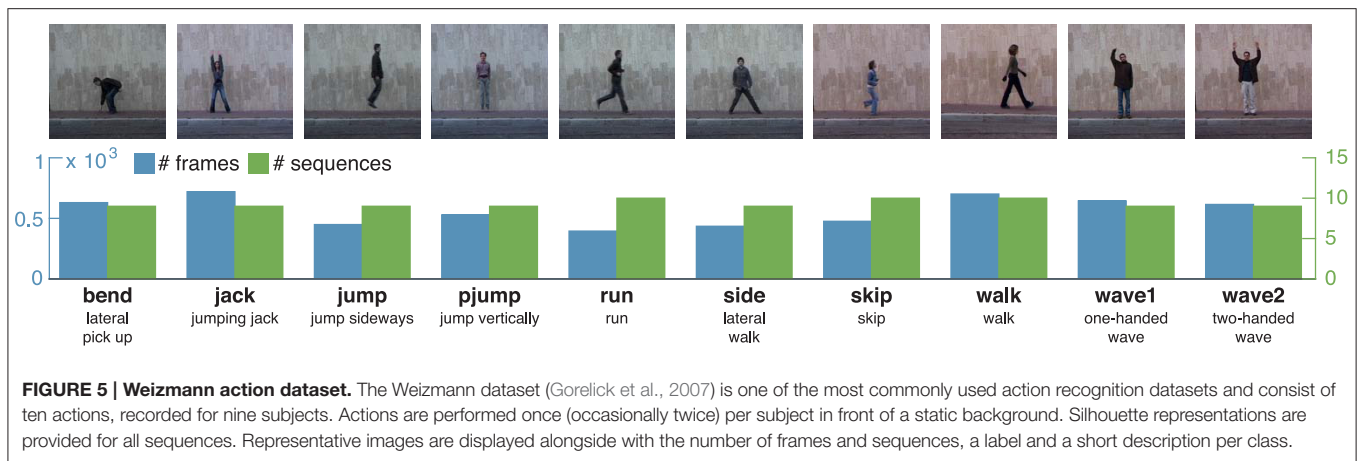 1 x 10³ # frames # sequences 15
10
0.5
5
0 0
bend jack jump pjump run side skip walk wave1 wave2
lateral jumping jack jump sideways jump vertically run lateral skip walk one-handed two-handed
pick up walk wave wave
FIGURE 5 | Weizmann action dataset. The Weizmann dataset (Gorelick et al., 2007) is one of the most commonly used action recognition datasets and consist of
ten actions, recorded for nine subjects. Actions are performed once (occasionally twice) per subject in front of a static background. Silhouette representations are
provided for all sequences. Representative images are displayed alongside with the number of frames and sequences, a label and a short description per class.